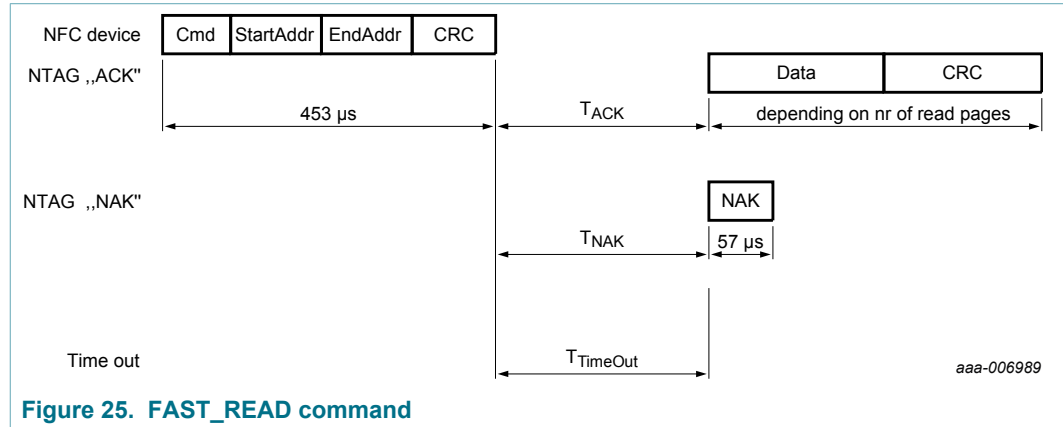 NFC device Cmd StartAddr EndAddr CRC
NTAG ,,ACK" Data CRC
453 µs TACK depending on nr of read pages
NTAG ,,NAK" NAK
TNAK 57 µs
Time out TTimeOut aaa-006989
Figure 25. FAST_READ command